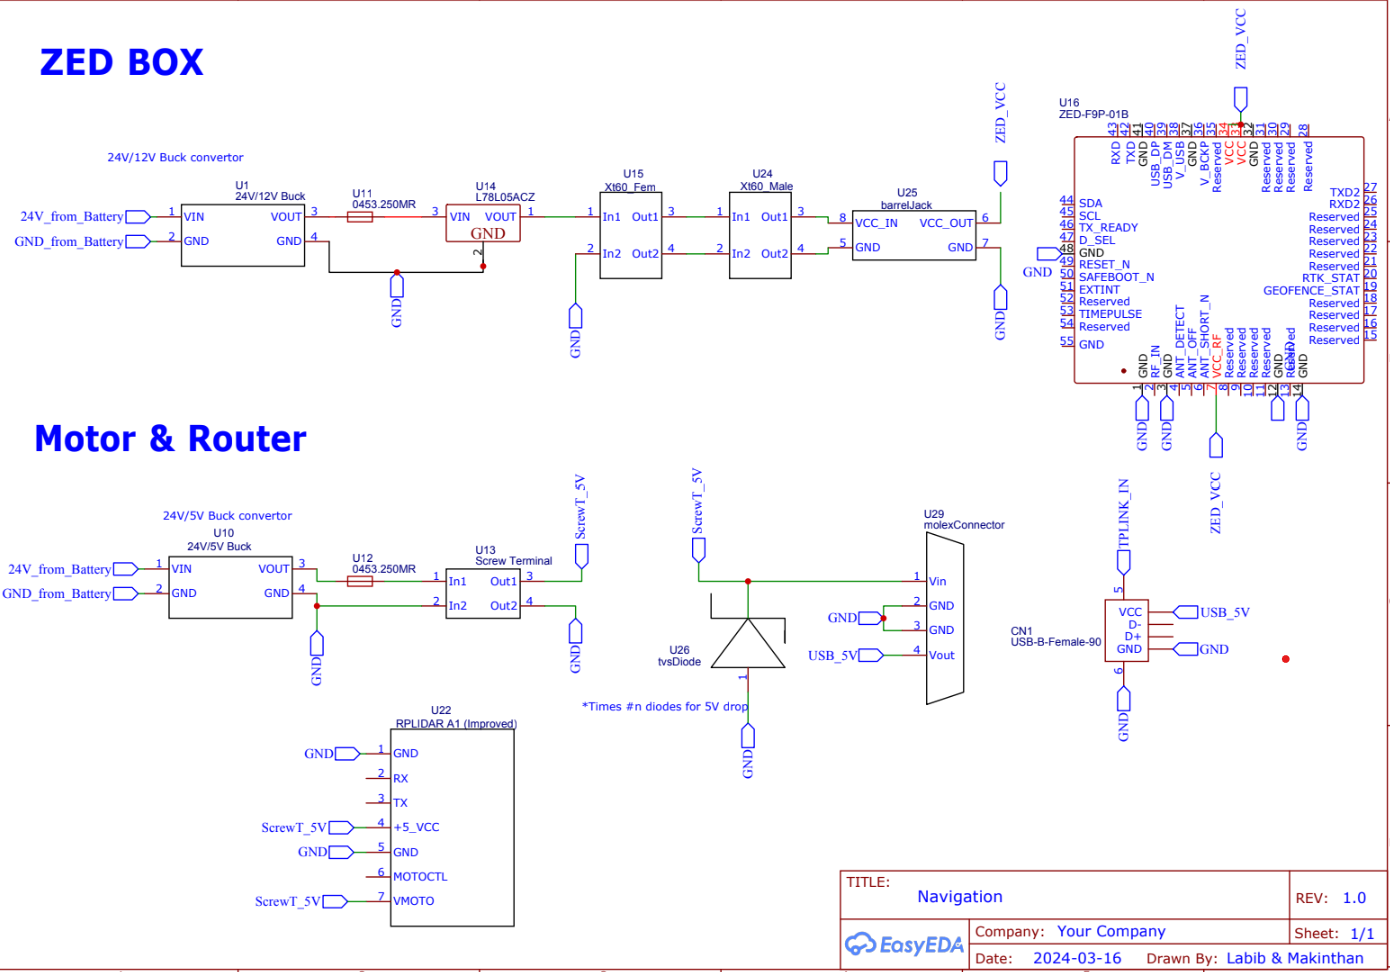 ZED BOX
24V/12V Buck convertor
U1
24V/12V Buck
24V_from_Battery
GND_from_Battery
1 VIN
2 GND
VOUT 3
GND 4
U11
0453.250MR
U14
L78L05ACZ
3 VIN VOUT 1
GND
2
GND
U15
Xt60_Fem
1 In1 Out1 3
2 In2 Out2 4
GND
U24
Xt60_Male
1 In1 Out1 3
2 In2 Out2 4
U25
barrelJack
8 VCC_IN VCC_OUT 6
5 GND GND 7
ZED_VCC
GND
ZED_VCC
U16
ZED-F9P-01B
43 RXD
42 TXD
41 GND
40 USB_DP
39 USB_DM
38 V_USB
37 GND
36 V_BCKP
35 Reserved
34 VCC
33 VCC
32 GND
31 Reserved
30 Reserved
29 Reserved
28 Reserved
44 SDA
45 SCL
46 TX_READY
47 D_SEL
48 GND
GND
49 RESET_N
50 SAFEBOOT_N
51 EXTINT
52 Reserved
53 TIMEPULSE
54 Reserved
55 GND
TXD2 27
RXD2 26
Reserved 25
Reserved 24
Reserved 23
Reserved 22
Reserved 21
RTK_STAT 20
GEOFENCE_STAT 19
Reserved 18
Reserved 17
Reserved 16
Reserved 15
1 GND
2 RF_IN
3 GND
4 ANT_DETECT
5 ANT_OFF
6 ANT_SHORT_N
7 VCC_RF
8 Reserved
9 Reserved
10 Reserved
11 Reserved
12 GND
13 Reserved
14 GND
GND
GND
ZED_VCC
GND
GND
Motor & Router
24V/5V Buck convertor
U10
24V/5V Buck
24V_from_Battery
GND_from_Battery
1 VIN
2 GND
VOUT 3
GND 4
GND
U12
0453.250MR
U13
Screw Terminal
1 In1 Out1 3
2 In2 Out2 4
ScrewT_5V
GND
ScrewT_5V
U26
tvsDiode
1
*Times #n diodes for 5V drop
GND
U29
molexConnector
1 Vin
2 GND
3 GND
4 Vout
GND
USB_5V
TPLINK_IN
5
CN1
USB-B-Female-90
VCC
D-
D+
GND
USB_5V
GND
6
GND
U22
RPLIDAR A1 (Improved)
GND 1 GND
2 RX
3 TX
ScrewT_5V 4 +5_VCC
GND 5 GND
6 MOTOCTL
ScrewT_5V 7 VMOTO
TITLE:
Navigation
REV: 1.0
EasyEDA
Company: Your Company
Sheet: 1/1
Date: 2024-03-16 Drawn By: Labib & Makinthan